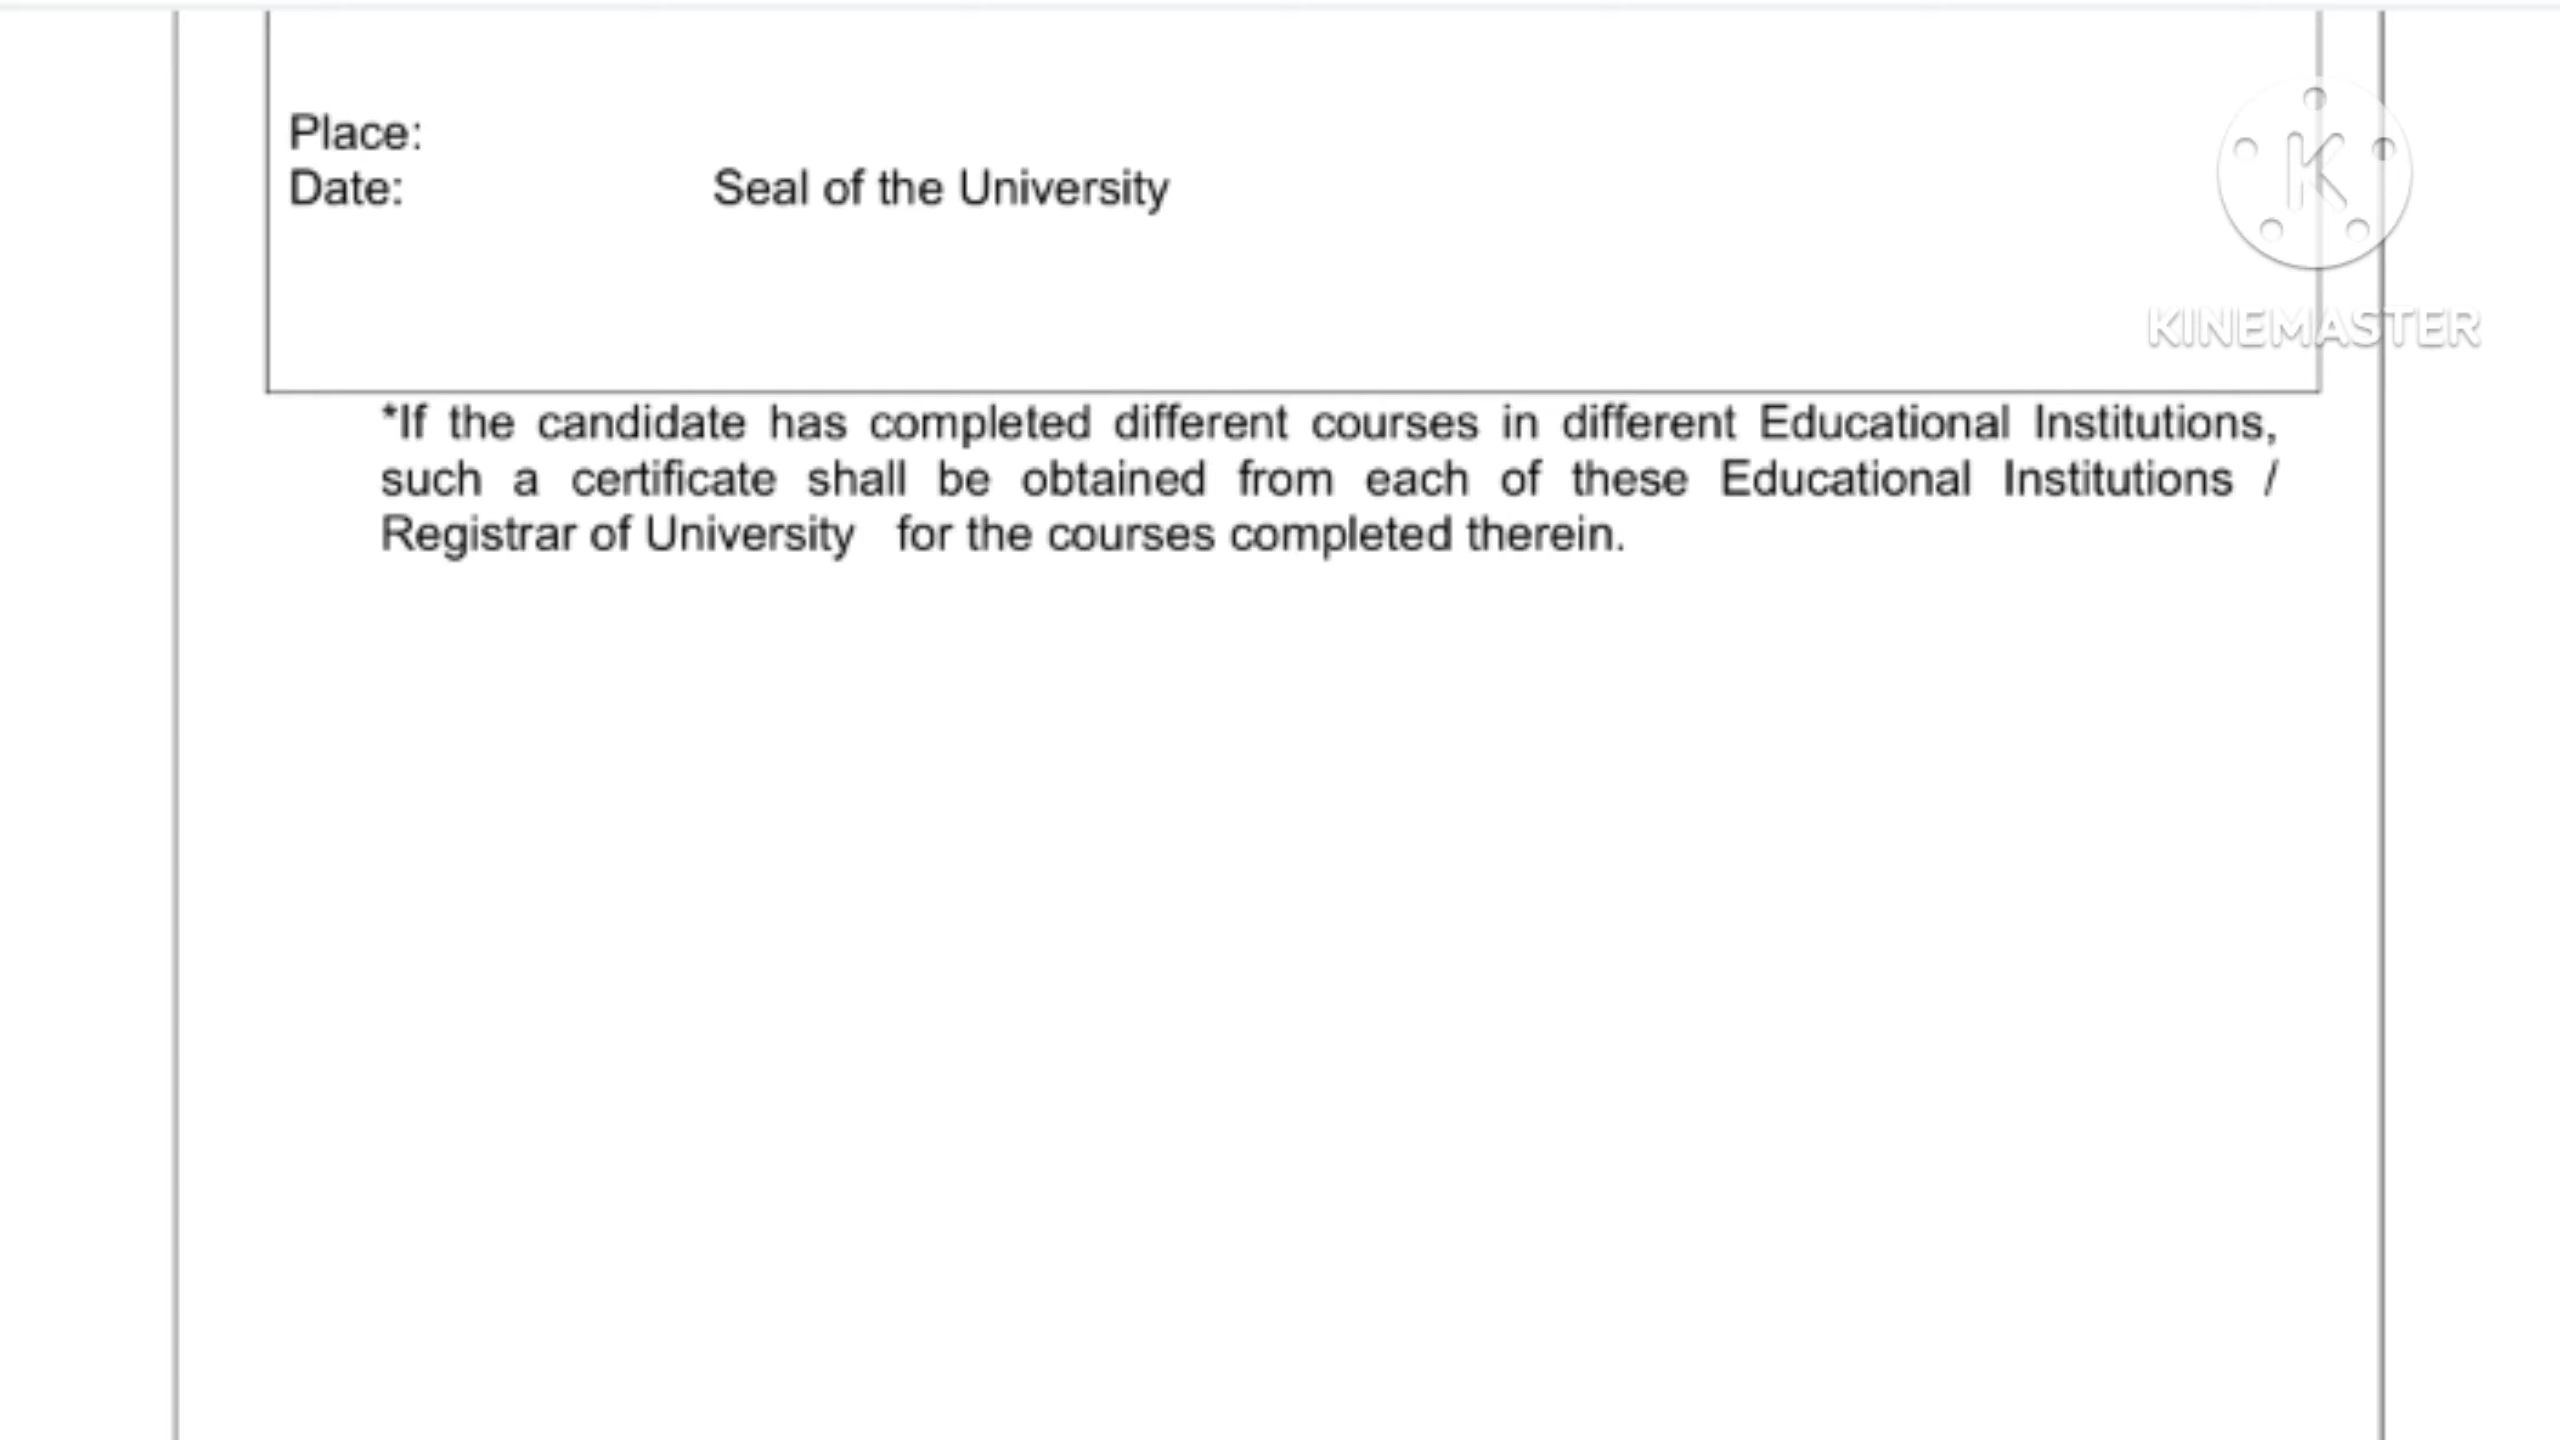 Place:
Date: Seal of the University
K
KINEMASTER
*If the candidate has completed different courses in different Educational Institutions,
such a certificate shall be obtained from each of these Educational Institutions /
Registrar of University for the courses completed therein.